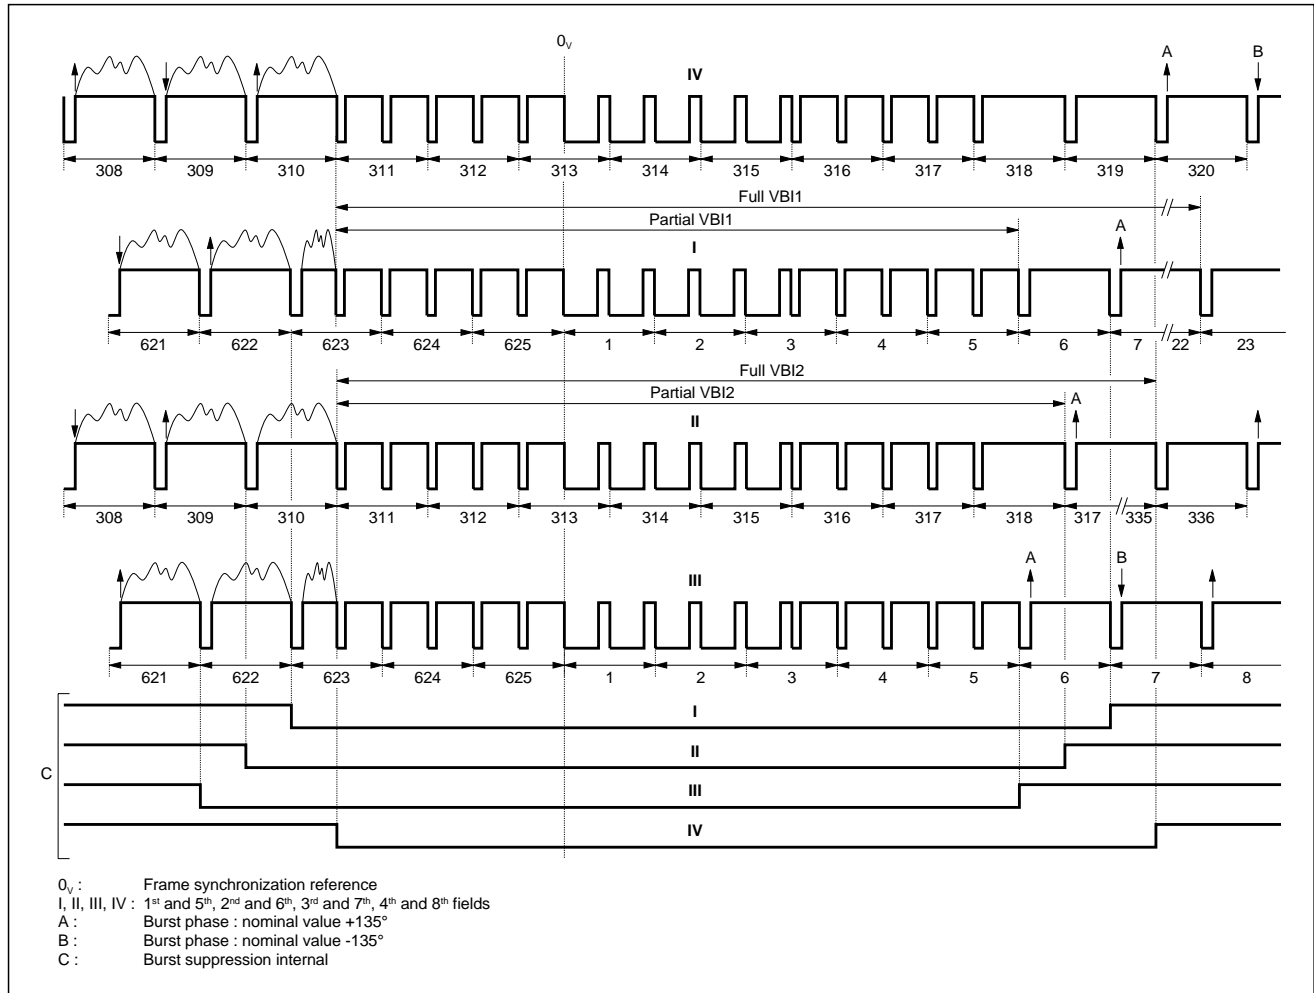 0V
IV
A
B
308 309 310 311 312 313 314 315 316 317 318 319 320
Full VBI1
Partial VBI1
I
A
621 622 623 624 625 1 2 3 4 5 6 7 22 23
Full VBI2
Partial VBI2
II
A
308 309 310 311 312 313 314 315 316 317 318 317 335 336
III
A
B
621 622 623 624 625 1 2 3 4 5 6 7 8
I
II
C
III
IV
0V : Frame synchronization reference
I, II, III, IV : 1st and 5th, 2nd and 6th, 3rd and 7th, 4th and 8th fields
A : Burst phase : nominal value +135°
B : Burst phase : nominal value -135°
C : Burst suppression internal